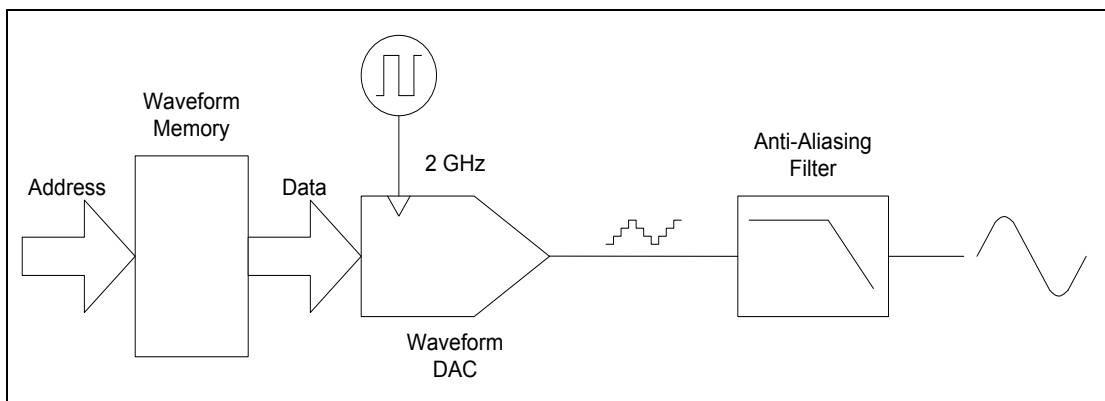 Waveform
Memory
Address
Data
2 GHz
Waveform
DAC
Anti-Aliasing
Filter